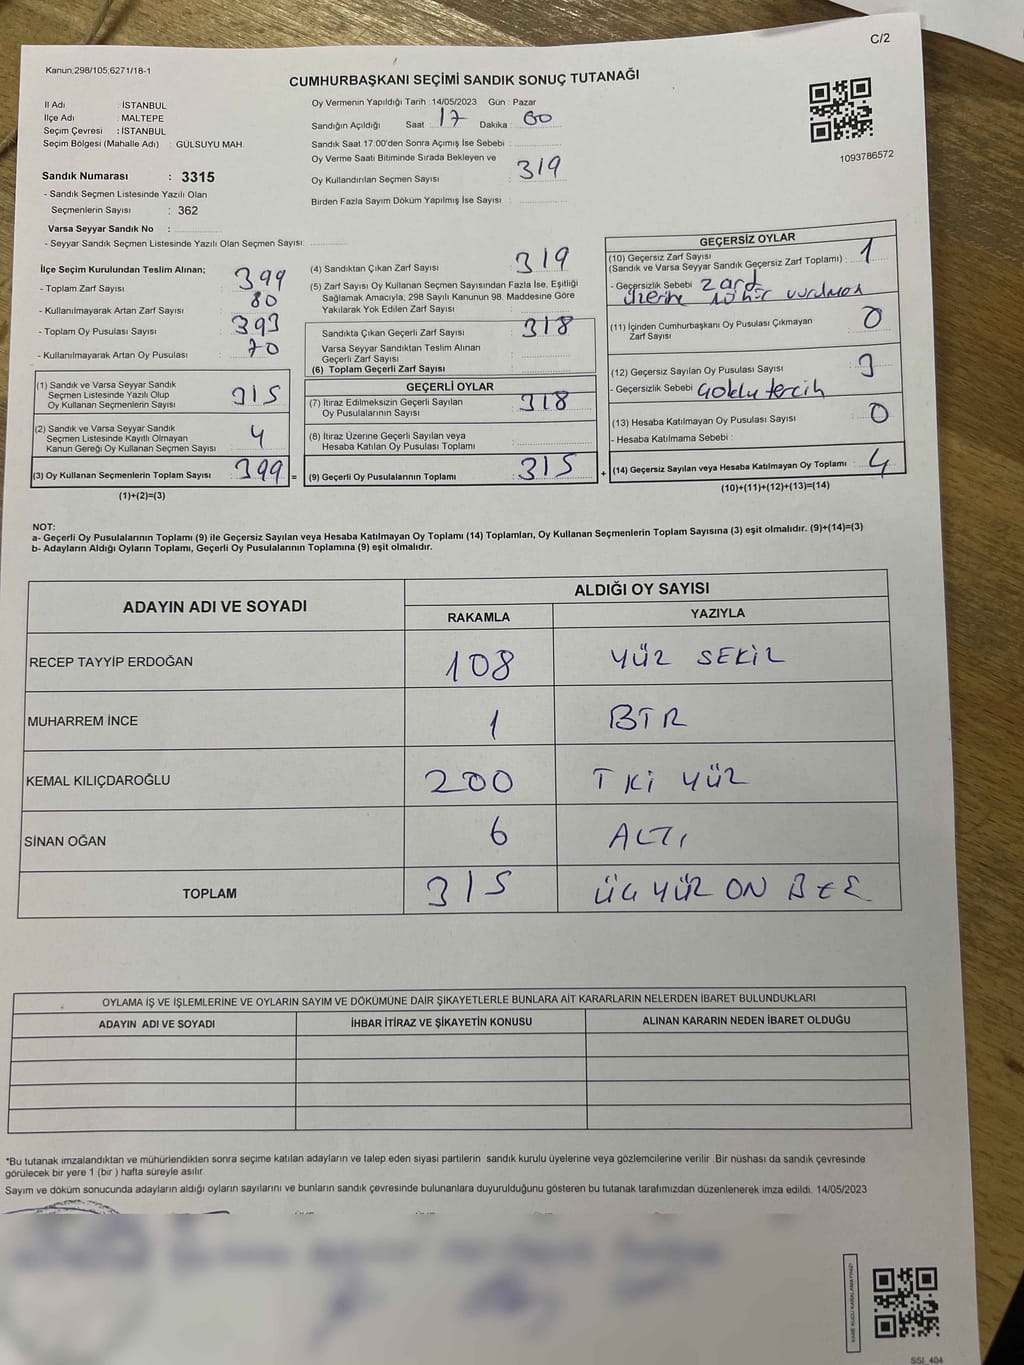 C/2
Kanun;298/105;6271/18-1
CUMHURBAŞKANI SEÇİMİ SANDIK SONUÇ TUTANAĞI
İl Adı : İSTANBUL
İlçe Adı : MALTEPE
Seçim Çevresi : İSTANBUL
Seçim Bölgesi (Mahalle Adı) : GÜLSUYU MAH.
Sandık Numarası : 3315
- Sandık Seçmen Listesinde Yazılı Olan
Seçmenlerin Sayısı : 362
Varsa Seyyar Sandık No :
- Seyyar Sandık Seçmen Listesinde Yazılı Olan Seçmen Sayısı:
Oy Vermenin Yapıldığı Tarih :14/05/2023 Gün : Pazar
Sandığın Açıldığı Saat : 17 Dakika : 00
Sandık Saat 17:00'den Sonra Açımış İse Sebebi :
Oy Verme Saati Bitiminde Sırada Bekleyen ve
Oy Kullandırılan Seçmen Sayısı : 319
Birden Fazla Sayım Döküm Yapılmış İse Sayısı :
1093786572
İlçe Seçim Kurulundan Teslim Alınan;
- Toplam Zarf Sayısı : 399
- Kullanılmayarak Artan Zarf Sayısı : 80
- Toplam Oy Pusulası Sayısı : 393
- Kullanılmayarak Artan Oy Pusulası : 70
(1) Sandık ve Varsa Seyyar Sandık
Seçmen Listesinde Yazılı Olup
Oy Kullanan Seçmenlerin Sayısı : 315
(2) Sandık ve Varsa Seyyar Sandık
Seçmen Listesinde Kayıtlı Olmayan
Kanun Gereği Oy Kullanan Seçmen Sayısı : 4
(3) Oy Kullanan Seçmenlerin Toplam Sayısı : 399 =
(1)+(2)=(3)
(4) Sandıktan Çıkan Zarf Sayısı : 319
(5) Zarf Sayısı Oy Kullanan Seçmen Sayısından Fazla İse, Eşitliği
Sağlamak Amacıyla, 298 Sayılı Kanunun 98. Maddesine Göre
Yakılarak Yok Edilen Zarf Sayısı :
Sandıkta Çıkan Geçerli Zarf Sayısı : 318
Varsa Seyyar Sandıktan Teslim Alınan
Geçerli Zarf Sayısı :
(6) Toplam Geçerli Zarf Sayısı :
GEÇERLİ OYLAR
(7) İtiraz Edilmeksizin Geçerli Sayılan
Oy Pusulalarının Sayısı : 318
(8) İtiraz Üzerine Geçerli Sayılan veya
Hesaba Katılan Oy Pusulası Toplamı :
(9) Geçerli Oy Pusulalarının Toplamı : 315 +
GEÇERSİZ OYLAR
(10) Geçersiz Zarf Sayısı
(Sandık ve Varsa Seyyar Sandık Geçersiz Zarf Toplamı) : 1
- Geçersizlik Sebebi : zarf
üzerine
(11) İçinden Cumhurbaşkanı Oy Pusulası Çıkmayan
Zarf Sayısı : 0
(12) Geçersiz Sayılan Oy Pusulası Sayısı : 3
- Geçersizlik Sebebi : Çoklu tercih
(13) Hesaba Katılmayan Oy Pusulası Sayısı : 0
- Hesaba Katılmama Sebebi :
(14) Geçersiz Sayılan veya Hesaba Katılmayan Oy Toplamı : 4
(10)+(11)+(12)+(13)=(14)
NOT:
a- Geçerli Oy Pusulalarının Toplamı (9) ile Geçersiz Sayılan veya Hesaba Katılmayan Oy Toplamı (14) Toplamları, Oy Kullanan Seçmenlerin Toplam Sayısına (3) eşit olmalıdır. (9)+(14)=(3)
b- Adayların Aldığı Oyların Toplamı, Geçerli Oy Pusulalarının Toplamına (9) eşit olmalıdır.
ADAYIN ADI VE SOYADI
ALDIĞI OY SAYISI
RAKAMLA YAZIYLA
RECEP TAYYİP ERDOĞAN 108 YÜZ SEKİZ
MUHARREM İNCE 1 BİR
KEMAL KILIÇDAROĞLU 200 İKİ YÜZ
SİNAN OĞAN 6 ALTI
TOPLAM 315 ÜÇ YÜZ ON BEŞ
OYLAMA İŞ VE İŞLEMLERİNE VE OYLARIN SAYIM VE DÖKÜMÜNE DAİR ŞİKAYETLERLE BUNLARA AİT KARARLARIN NELERDEN İBARET BULUNDUKLARI
ADAYIN ADI VE SOYADI İHBAR İTİRAZ VE ŞİKAYETİN KONUSU ALINAN KARARIN NEDEN İBARET OLDUĞU
*Bu tutanak imzalandıktan ve mühürlendikten sonra seçime katılan adayların ve talep eden siyasi partilerin sandık kurulu üyelerine veya gözlemcilerine verilir. Bir nüshası da sandık çevresinde
görülecek bir yere 1 (bir ) hafta süreyle asılır.
Sayım ve döküm sonucunda adayların aldığı oyların sayılarını ve bunların sandık çevresinde bulunanlara duyurulduğunu gösteren bu tutanak tarafımızdan düzenlenerek imza edildi. 14/05/2023
SSI_404